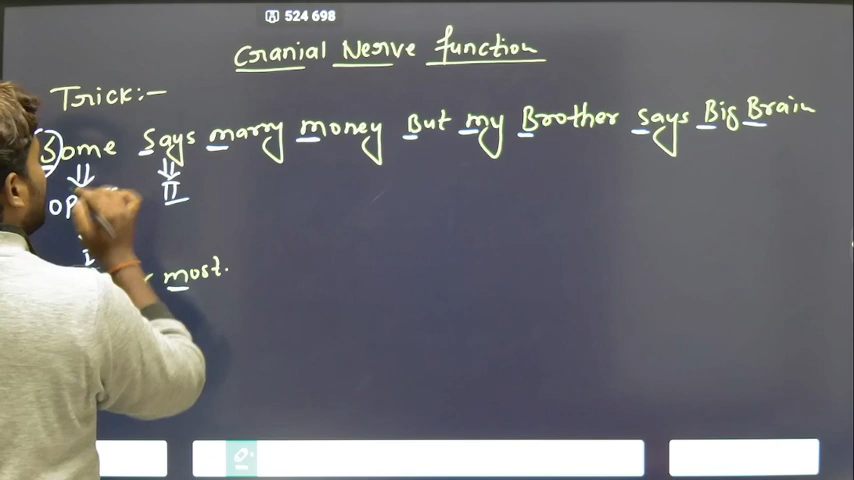 524 698
Cranial Nerve function
Trick:-
Some Says marry money But my Brother says Big Brain
II
OP
I
most.